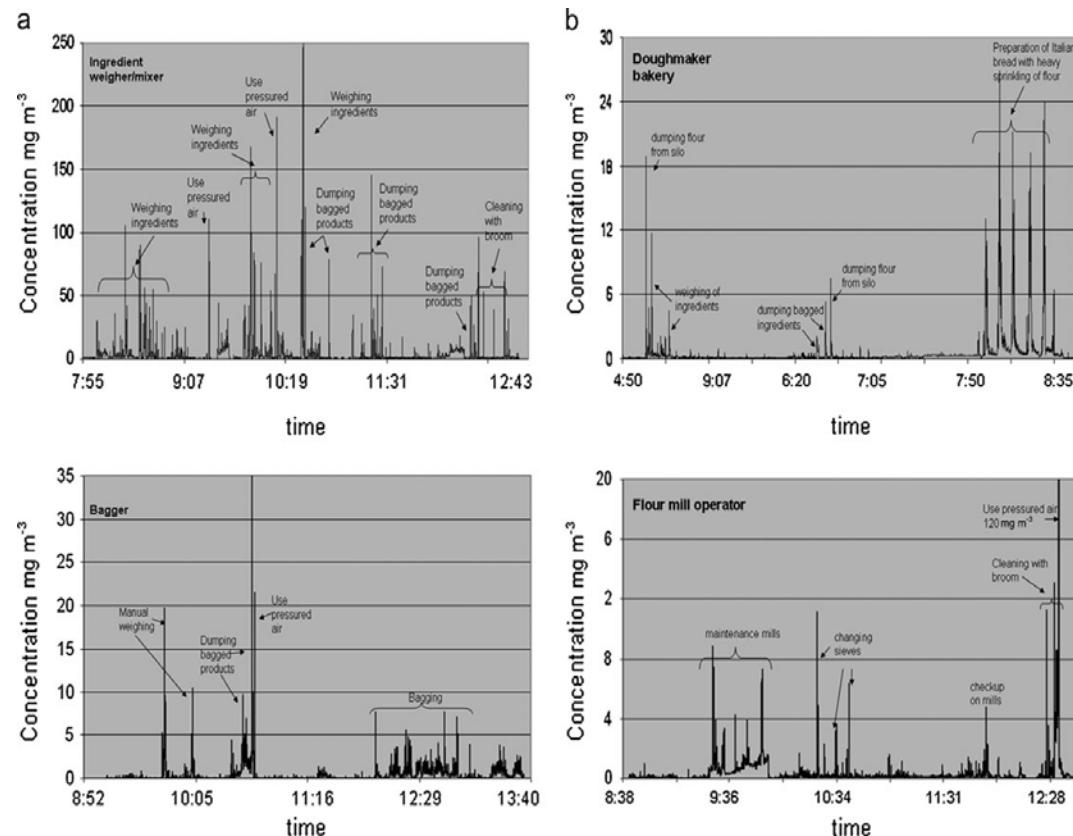 a
Concentration mg m⁻³
250
200
150
100
50
0
Ingredient
weigher/mixer
Weighing
ingredients
Use
pressured
air
Weighing
ingredients
Use
pressured
air
Weighing
ingredients
Dumping
bagged
products
Dumping
bagged
products
Dumping
bagged
products
Cleaning
with
broom
7:55
9:07
10:19
11:31
12:43
time
b
Concentration mg m⁻³
30
24
18
12
6
0
Doughmaker
bakery
dumping flour
from silo
weighing of
ingredients
dumping bagged
ingredients
dumping flour
from silo
Preparation of Italian
bread with heavy
sprinkling of flour
4:50
9:07
6:20
7:05
7:50
8:35
time
Concentration mg m⁻³
35
30
25
20
15
10
5
0
Bagger
Manual
weighing
Dumping
bagged
products
Use
pressured
air
Bagging
8:52
10:05
11:16
12:29
13:40
time
Concentration mg m⁻³
20
6
2
8
4
0
Flour mill operator
maintenance mills
changing
sieves
checkup
on mills
Cleaning with
broom
Use pressured air
120 mg m⁻³
8:38
9:36
10:34
11:31
12:28
time